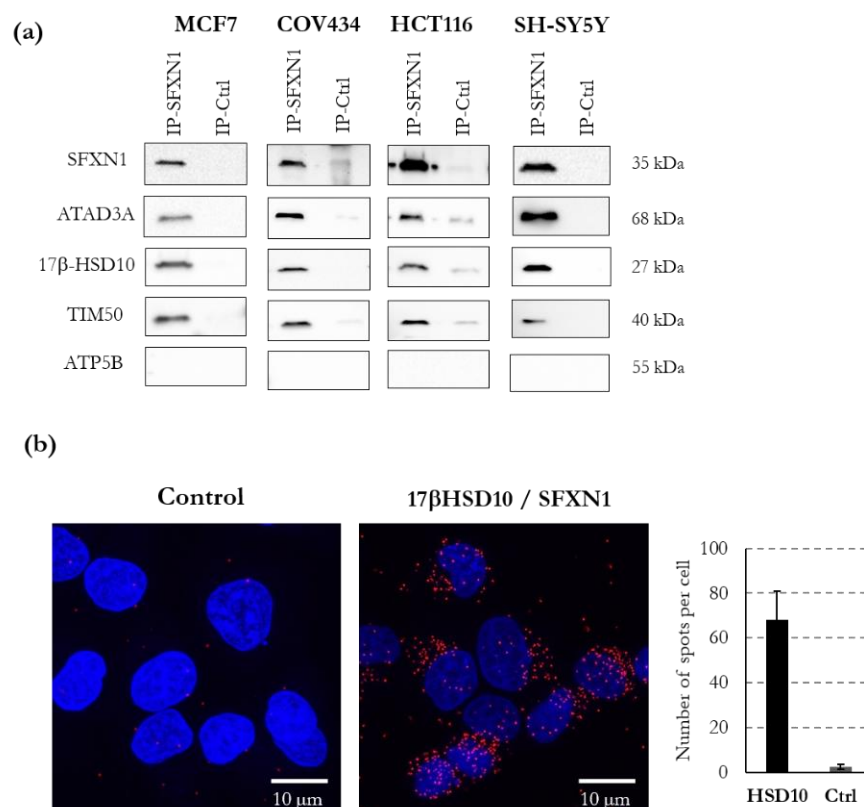 (a)
MCF7 COV434 HCT116 SH-SY5Y
IP-SFXN1 IP-Ctrl IP-SFXN1 IP-Ctrl IP-SFXN1 IP-Ctrl IP-SFXN1 IP-Ctrl
SFXN1 35 kDa
ATAD3A 68 kDa
17β-HSD10 27 kDa
TIM50 40 kDa
ATP5B 55 kDa
(b)
Control 17βHSD10 / SFXN1
10 µm
10 µm
Number of spots per cell
100
80
60
40
20
0
HSD10 Ctrl